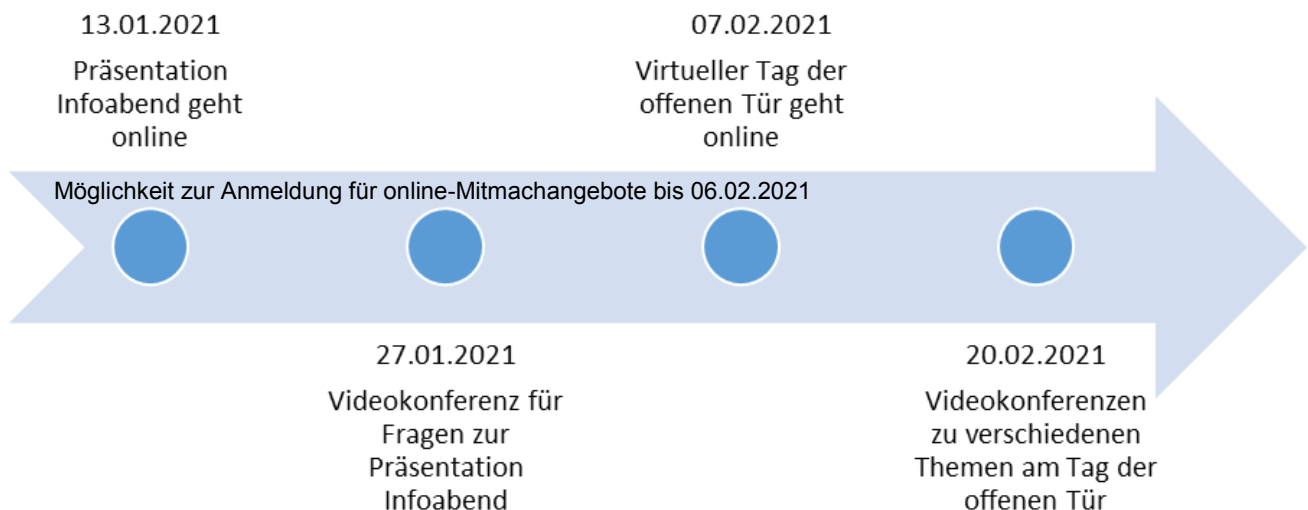 13.01.2021
Präsentation
Infoabend geht
online
07.02.2021
Virtueller Tag der
offenen Tür geht
online
Möglichkeit zur Anmeldung für online-Mitmachangebote bis 06.02.2021
27.01.2021
Videokonferenz für
Fragen zur
Präsentation
Infoabend
20.02.2021
Videokonferenzen
zu verschiedenen
Themen am Tag der
offenen Tür